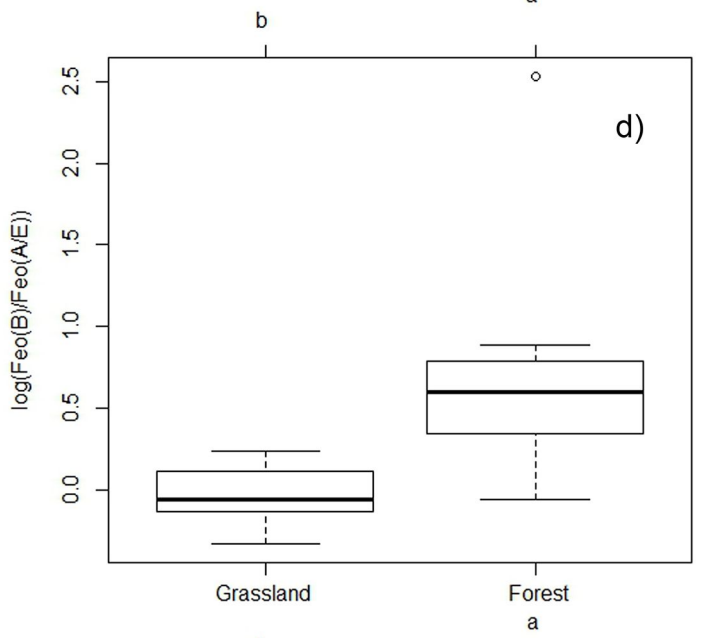 b
a
2.5
2.0
1.5
1.0
0.5
0.0
log(Feo(B)/Feo(A/E))
d)
Grassland
Forest
a